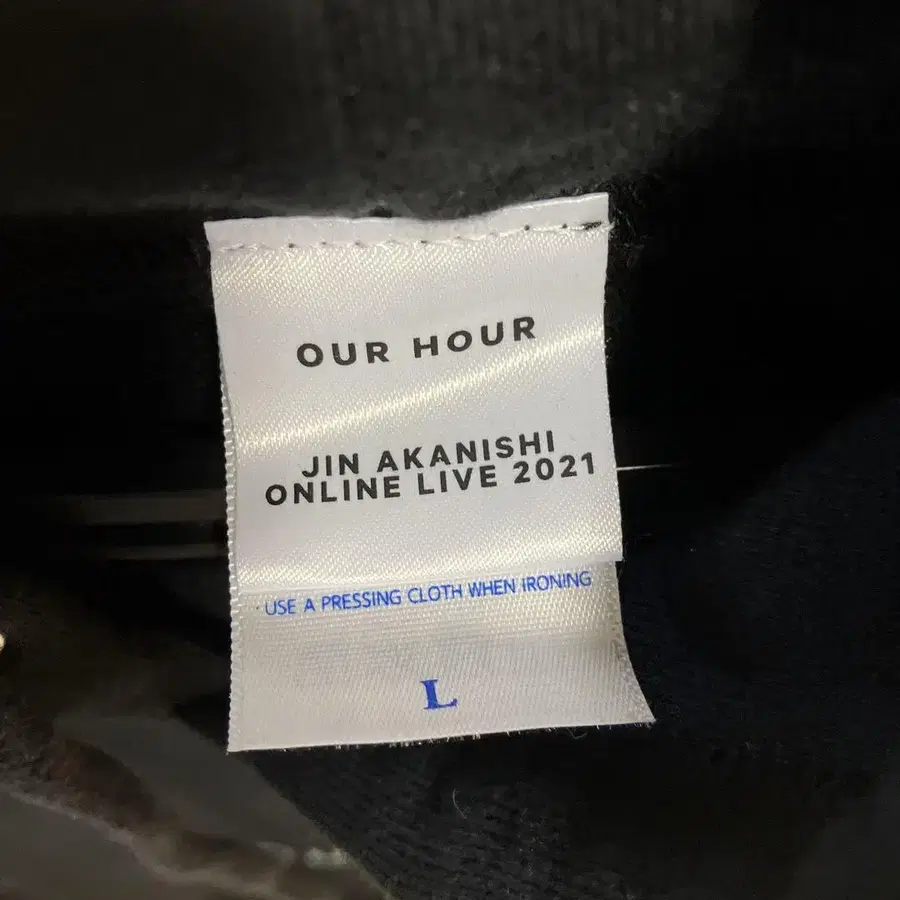 OUR HOUR
JIN AKANISHI
ONLINE LIVE 2021
USE A PRESSING CLOTH WHEN IRONING
L